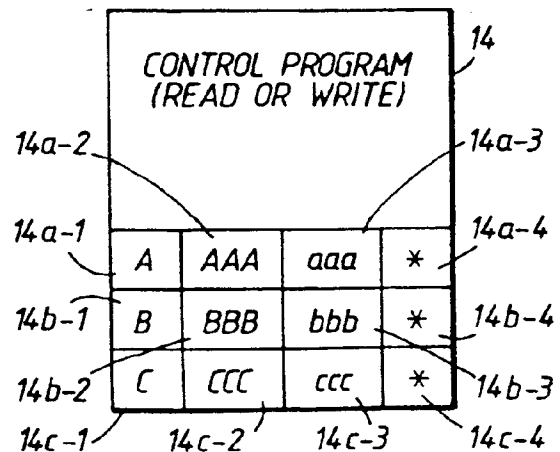 CONTROL PROGRAM 14
(READ OR WRITE)
14a-2 14a-3
14a-1 A AAA aaa * 14a-4
14b-1 B BBB bbb * 14b-4
14b-2 C CCC ccc * 14b-3
14c-1 14c-2 14c-3 14c-4